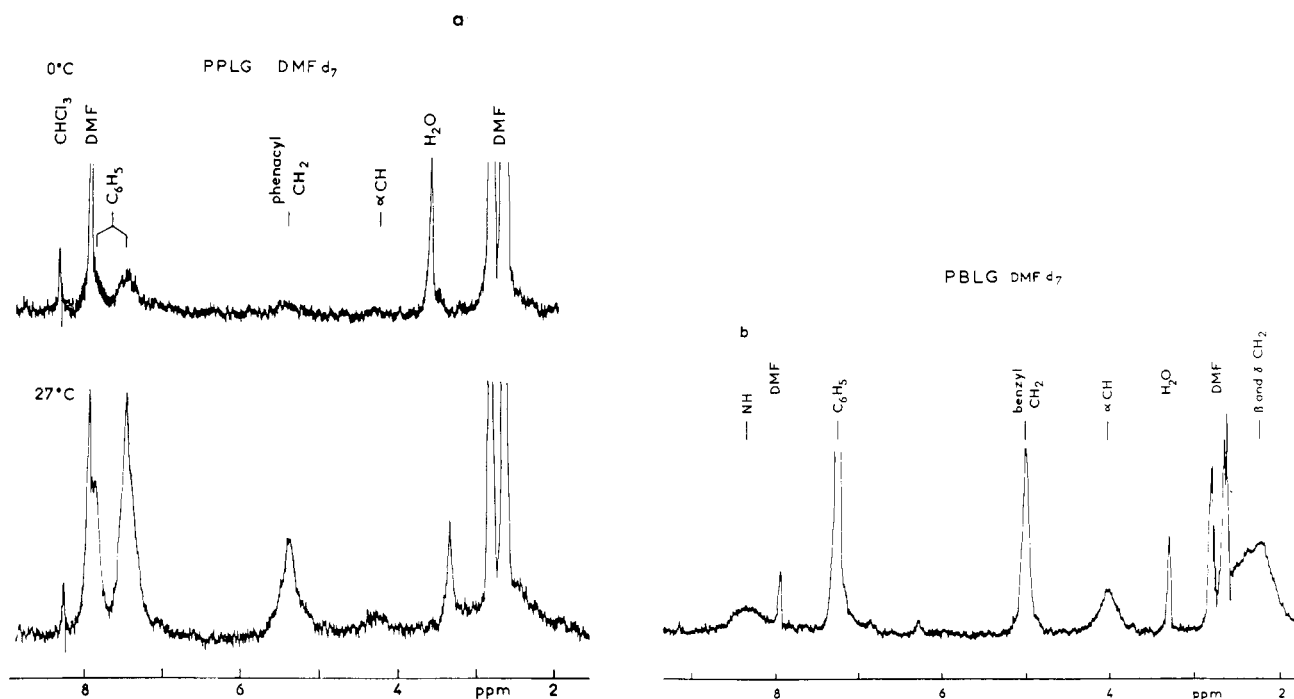 a
0°C
PPLG DMF d7
CHCl3
DMF
C6H5
phenacyl
CH2
αCH
H2O
DMF
27°C
8
6
4
ppm
2
b
PBLG DMF d7
NH
DMF
C6H5
benzyl
CH2
αCH
H2O
DMF
β and δ CH2
8
6
4
ppm
2